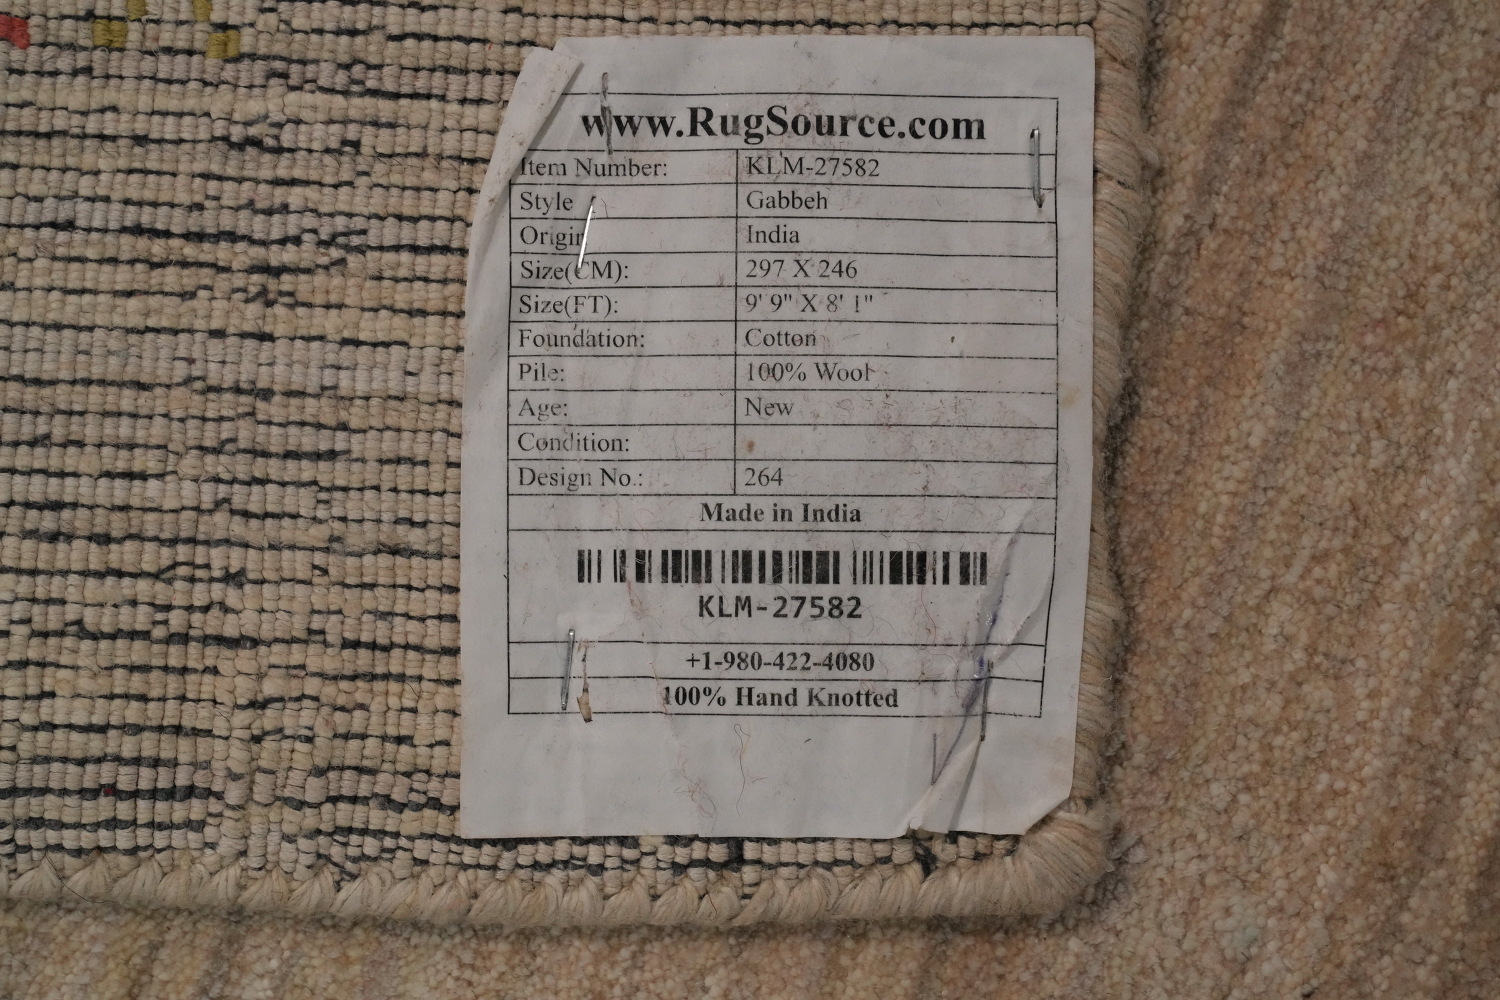 www.RugSource.com
Item Number: KLM-27582
Style Gabbeh
Origin India
Size(CM): 297 X 246
Size(FT): 9' 9" X 8' 1"
Foundation: Cotton
Pile: 100% Wool
Age: New
Condition:
Design No.: 264
Made in India
KLM-27582
+1-980-422-4080
100% Hand Knotted